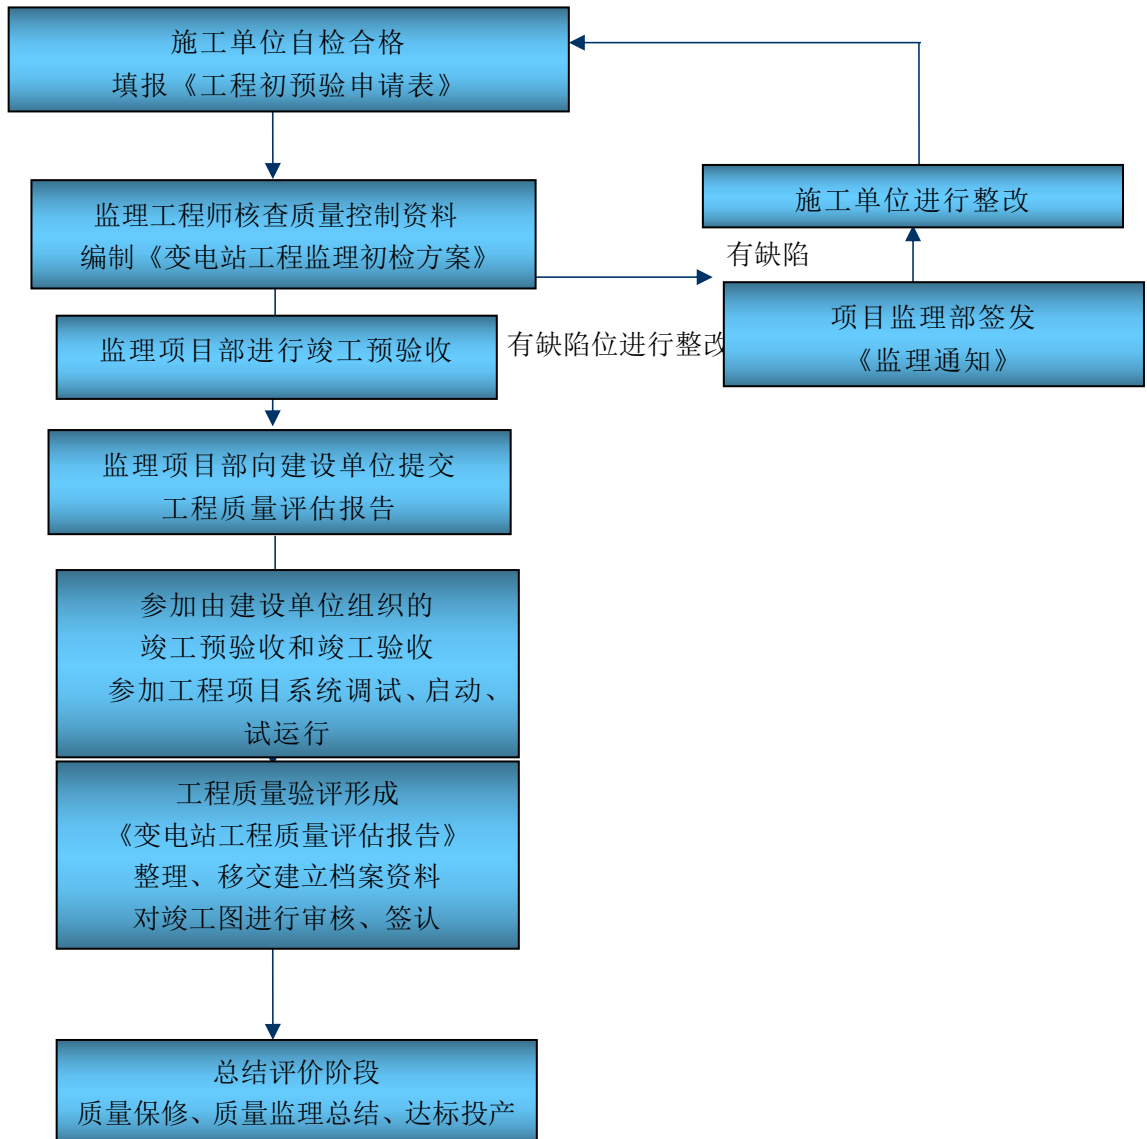 施工单位自检合格
填报《工程初预验申请表》
监理工程师核查质量控制资料
编制《变电站工程监理初检方案》
施工单位进行整改
有缺陷
项目监理部签发
《监理通知》
监理项目部进行竣工预验收
有缺陷位进行整改
监理项目部向建设单位提交
工程质量评估报告
参加由建设单位组织的
竣工预验收和竣工验收
参加工程项目系统调试、启动、
试运行
工程质量验评形成
《变电站工程质量评估报告》
整理、移交建立档案资料
对竣工图进行审核、签认
总结评价阶段
质量保修、质量监理总结、达标投产